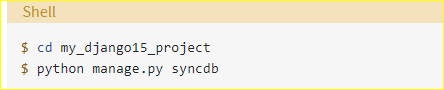 Shell
$ cd my_django15_project
$ python manage.py syncdb